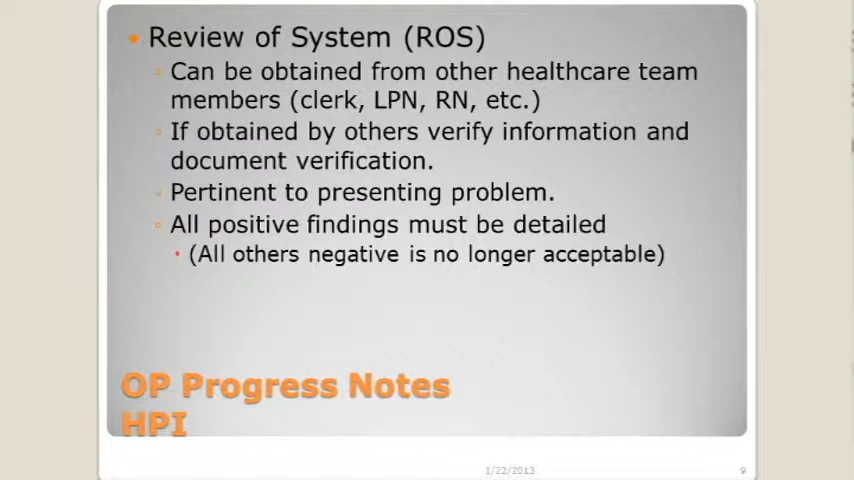 Review of System (ROS)
Can be obtained from other healthcare team
members (clerk, LPN, RN, etc.)
If obtained by others verify information and
document verification.
Pertinent to presenting problem.
All positive findings must be detailed
(All others negative is no longer acceptable)
OP Progress Notes
HPI
1/22/2013
9